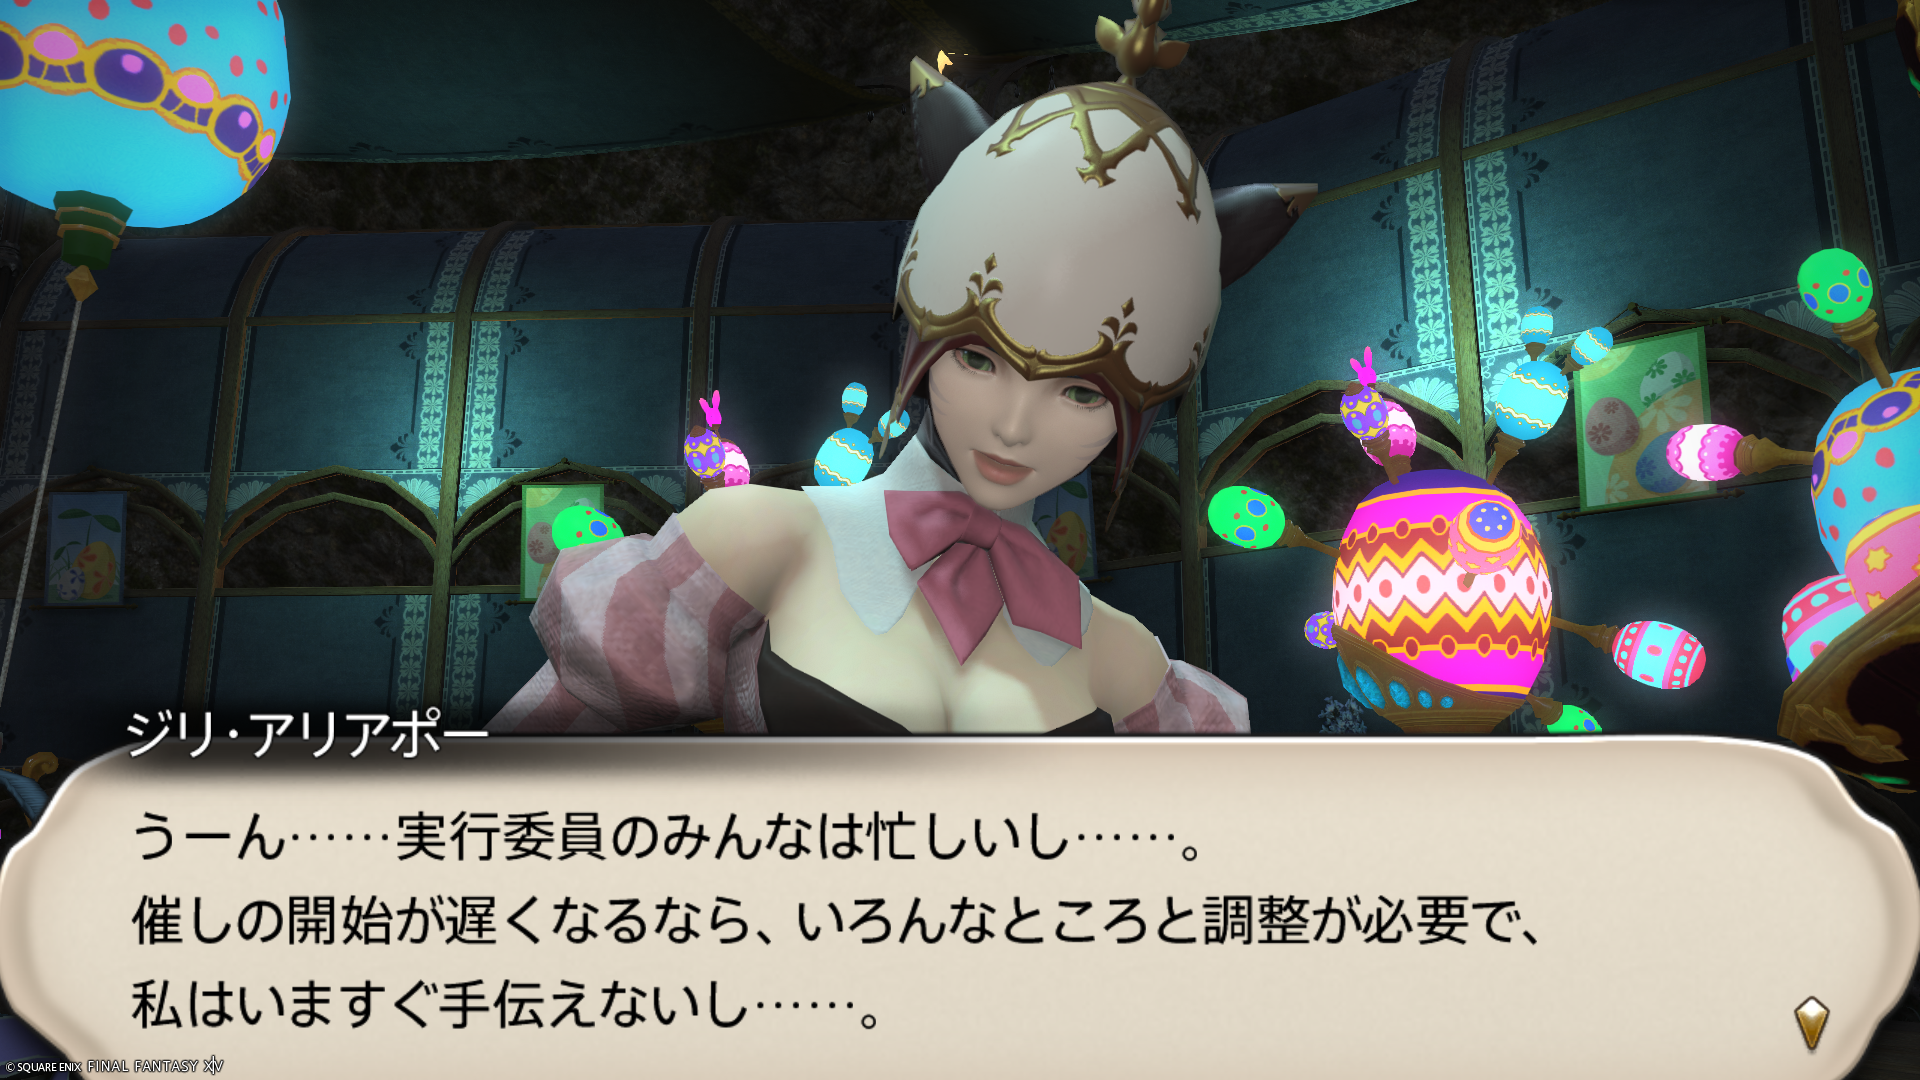 ジリ・アリアポー
うーん……実行委員のみんなは忙しいし……。
催しの開始が遅くなるなら、いろんなところと調整が必要で、
私はいますぐ手伝えないし……。
© SQUARE ENIX FINAL FANTASY XIV